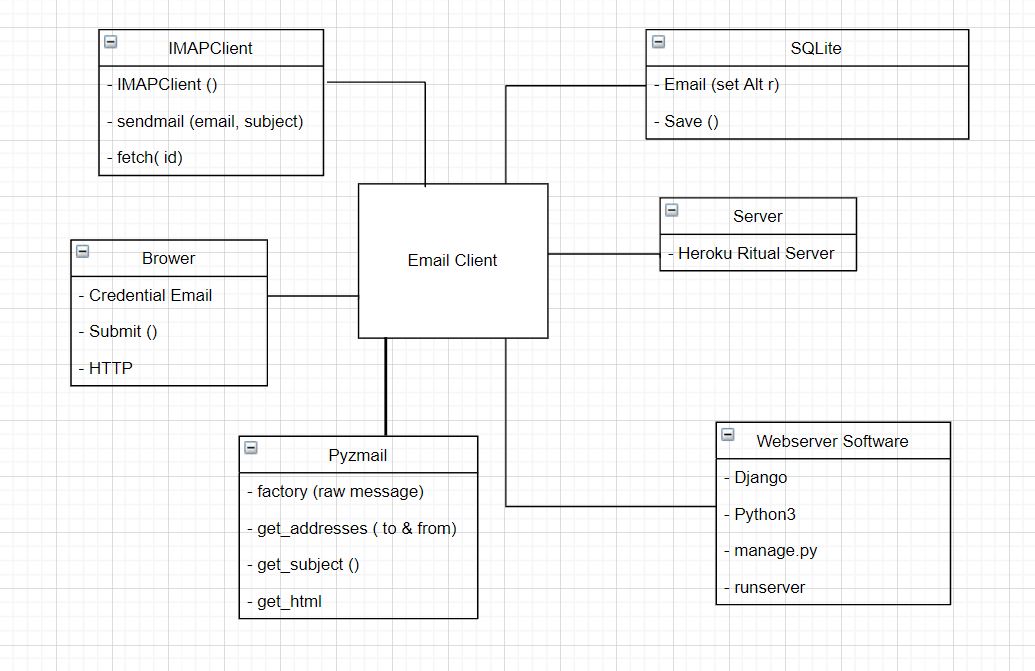 IMAPClient
- IMAPClient ()
- sendmail (email, subject)
- fetch( id)
SQLite
- Email (set Alt r)
- Save ()
Server
- Heroku Ritual Server
Brower
- Credential Email
- Submit ()
- HTTP
Email Client
Pyzmail
- factory (raw message)
- get_addresses ( to & from)
- get_subject ()
- get_html
Webserver Software
- Django
- Python3
- manage.py
- runserver